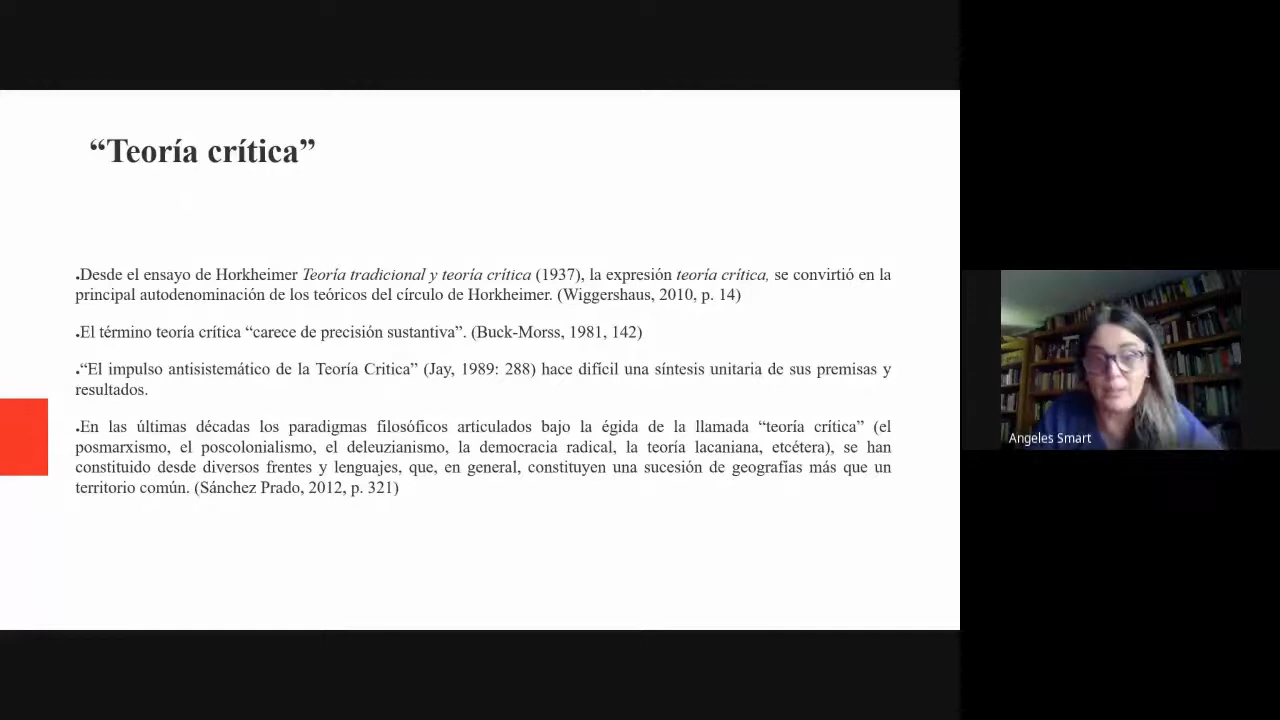 “Teoría crítica”
.Desde el ensayo de Horkheimer Teoría tradicional y teoría crítica (1937), la expresión teoría crítica, se convirtió en la
principal autodenominación de los teóricos del círculo de Horkheimer. (Wiggershaus, 2010, p. 14)
.El término teoría crítica “carece de precisión sustantiva”. (Buck-Morss, 1981, 142)
.“El impulso antisistemático de la Teoría Critica” (Jay, 1989: 288) hace difícil una síntesis unitaria de sus premisas y
resultados.
.En las últimas décadas los paradigmas filosóficos articulados bajo la égida de la llamada “teoría crítica” (el
posmarxismo, el poscolonialismo, el deleuzianismo, la democracia radical, la teoría lacaniana, etcétera), se han
constituido desde diversos frentes y lenguajes, que, en general, constituyen una sucesión de geografías más que un
territorio común. (Sánchez Prado, 2012, p. 321)
Angeles Smart